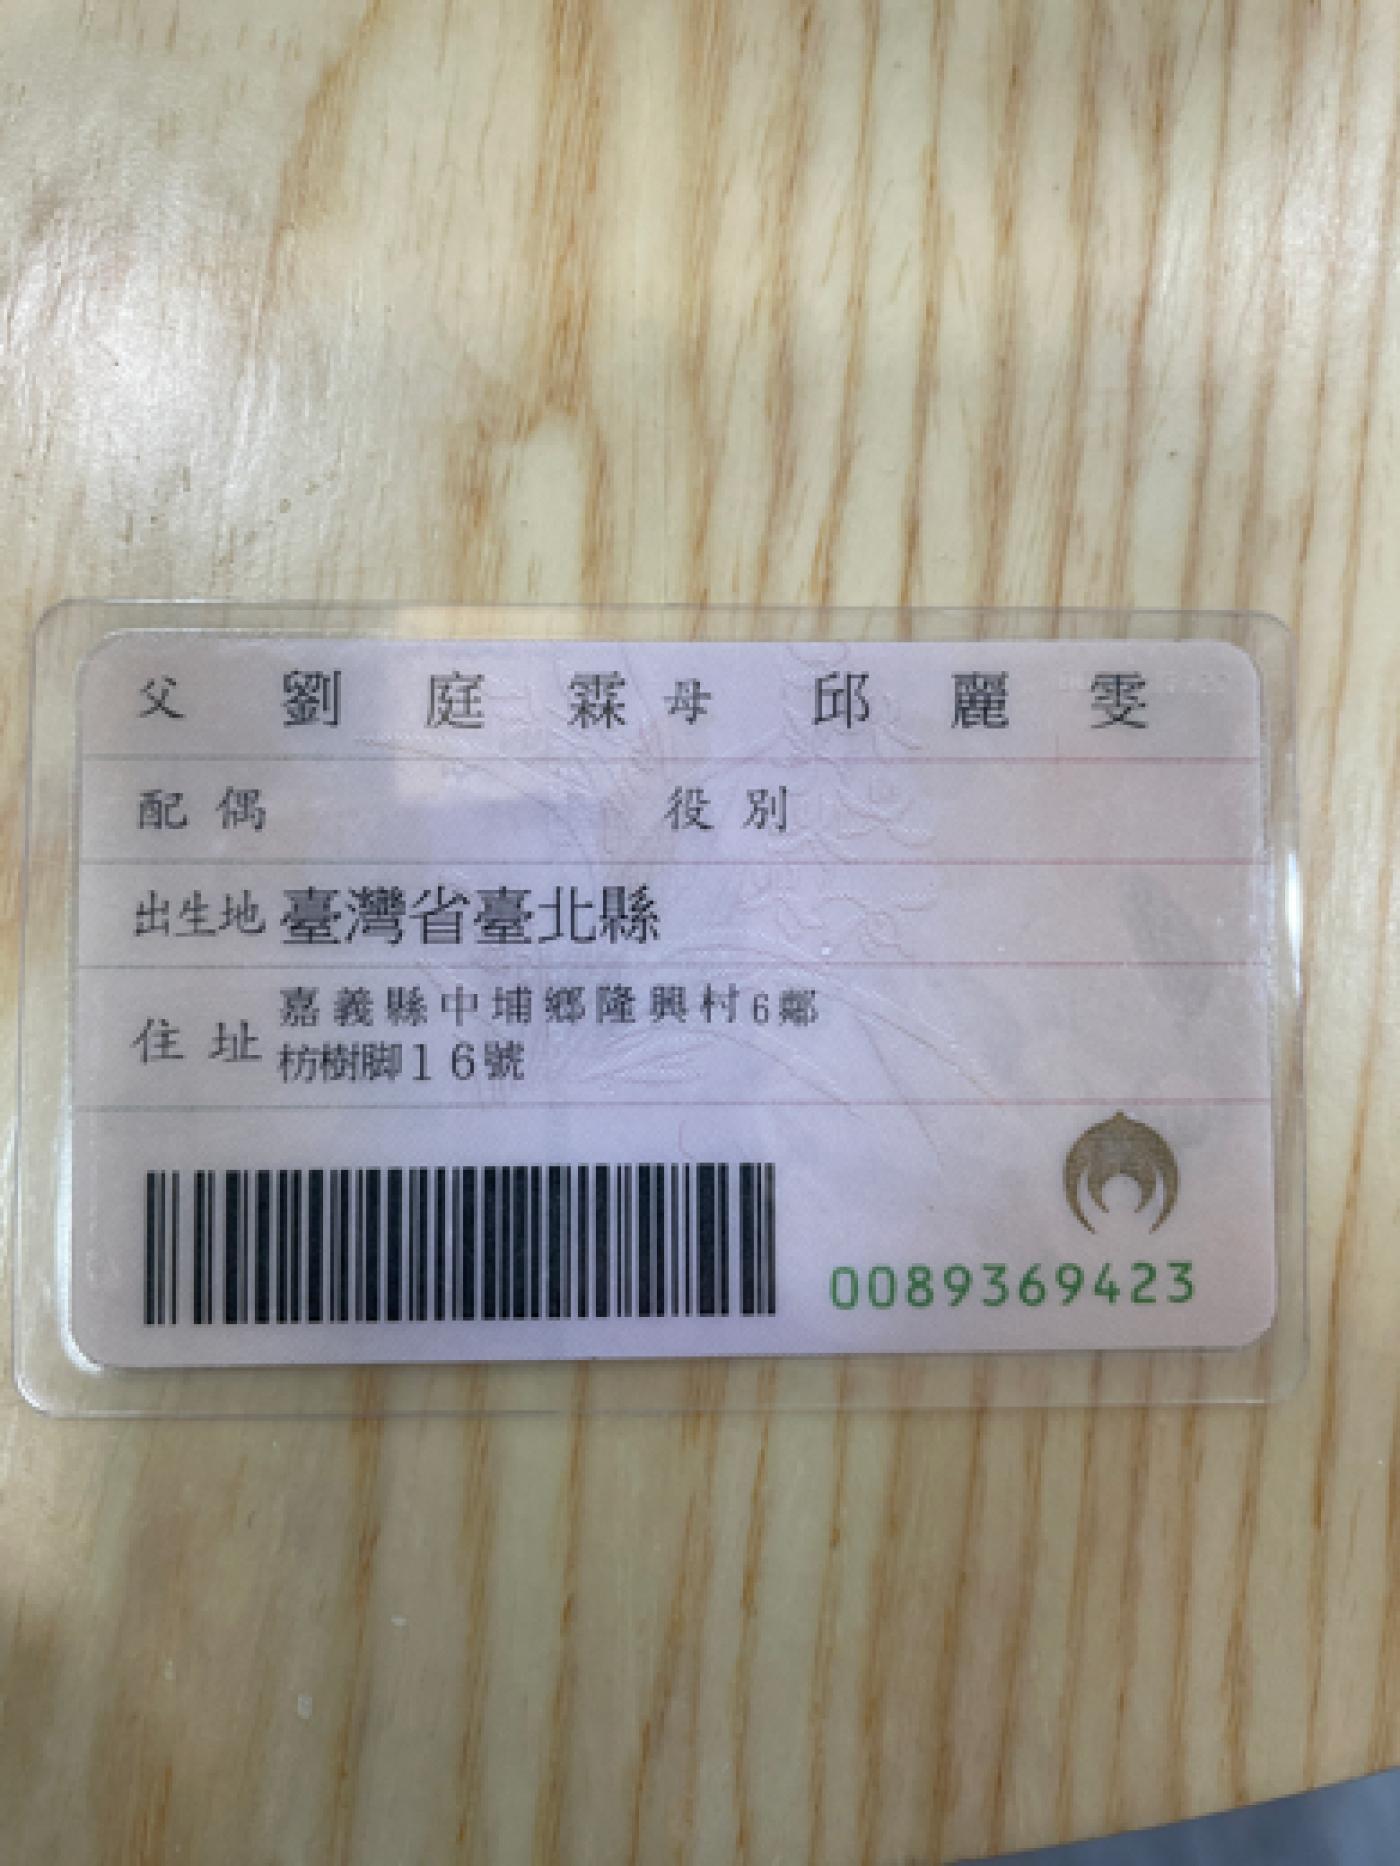 父 劉庭霖 母 邱麗雯
配偶 役別
出生地 臺灣省臺北縣
住址 嘉義縣中埔鄉隆興村6鄰
枋樹脚16號
0089369423